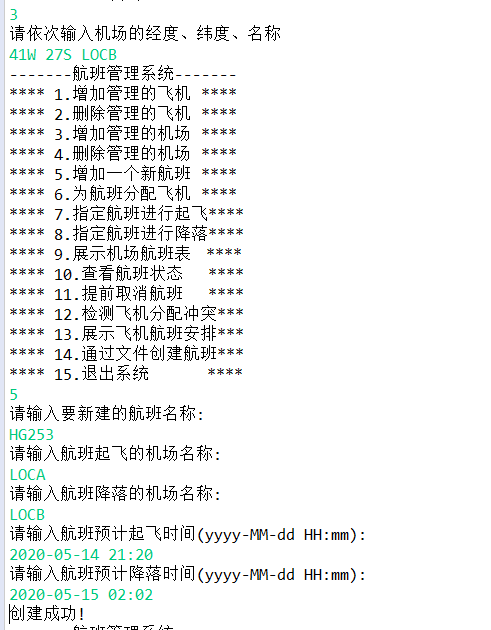 3
请依次输入机场的经度、纬度、名称
41W 27S LOCB
-------航班管理系统-------
**** 1.增加管理的飞机 ****
**** 2.删除管理的飞机 ****
**** 3.增加管理的机场 ****
**** 4.删除管理的机场 ****
**** 5.增加一个新航班 ****
**** 6.为航班分配飞机 ****
**** 7.指定航班进行起飞****
**** 8.指定航班进行降落****
**** 9.展示机场航班表  ****
**** 10.查看航班状态   ****
**** 11.提前取消航班   ****
**** 12.检测飞机分配冲突***
**** 13.展示飞机航班安排***
**** 14.通过文件创建航班***
**** 15.退出系统       ****
5
请输入要新建的航班名称:
HG253
请输入航班起飞的机场名称:
LOCA
请输入航班降落的机场名称:
LOCB
请输入航班预计起飞时间(yyyy-MM-dd HH:mm):
2020-05-14 21:20
请输入航班预计降落时间(yyyy-MM-dd HH:mm):
2020-05-15 02:02
创建成功!